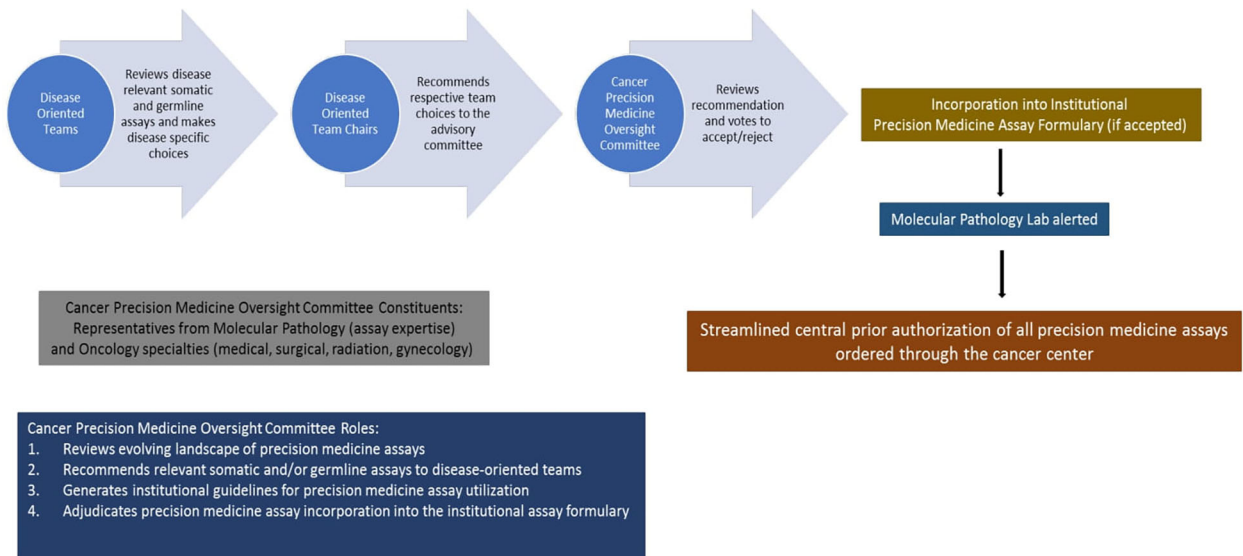 Disease
Oriented
Teams
Reviews disease
relevant somatic
and germline
assays and makes
disease specific
choices
Disease
Oriented
Team Chairs
Recommends
respective team
choices to the
advisory
committee
Cancer
Precision
Medicine
Oversight
Committee
Reviews
recommendation
and votes to
accept/reject
Incorporation into Institutional
Precision Medicine Assay Formulary (if accepted)
Molecular Pathology Lab alerted
Streamlined central prior authorization of all precision medicine assays
ordered through the cancer center
Cancer Precision Medicine Oversight Committee Constituents:
Representatives from Molecular Pathology (assay expertise)
and Oncology specialties (medical, surgical, radiation, gynecology)
Cancer Precision Medicine Oversight Committee Roles:
1. Reviews evolving landscape of precision medicine assays
2. Recommends relevant somatic and/or germline assays to disease-oriented teams
3. Generates institutional guidelines for precision medicine assay utilization
4. Adjudicates precision medicine assay incorporation into the institutional assay formulary